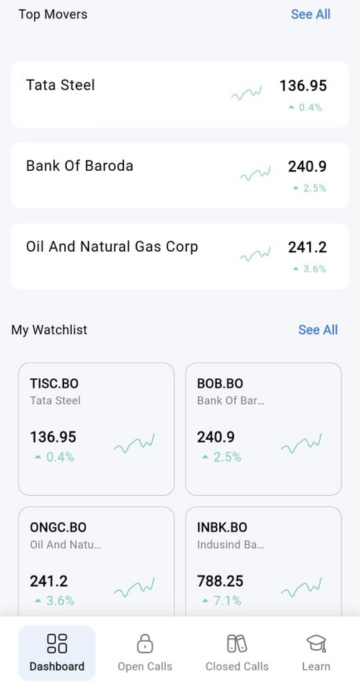 Top Movers See All
Tata Steel 136.95
0.4%
Bank Of Baroda 240.9
2.5%
Oil And Natural Gas Corp 241.2
3.6%
My Watchlist See All
TISC.BO
Tata Steel
136.95
0.4%
BOB.BO
Bank Of Bar...
240.9
2.5%
ONGC.BO
Oil And Natu...
241.2
3.6%
INBK.BO
Indusind Ba...
788.25
7.1%
Dashboard Open Calls Closed Calls Learn